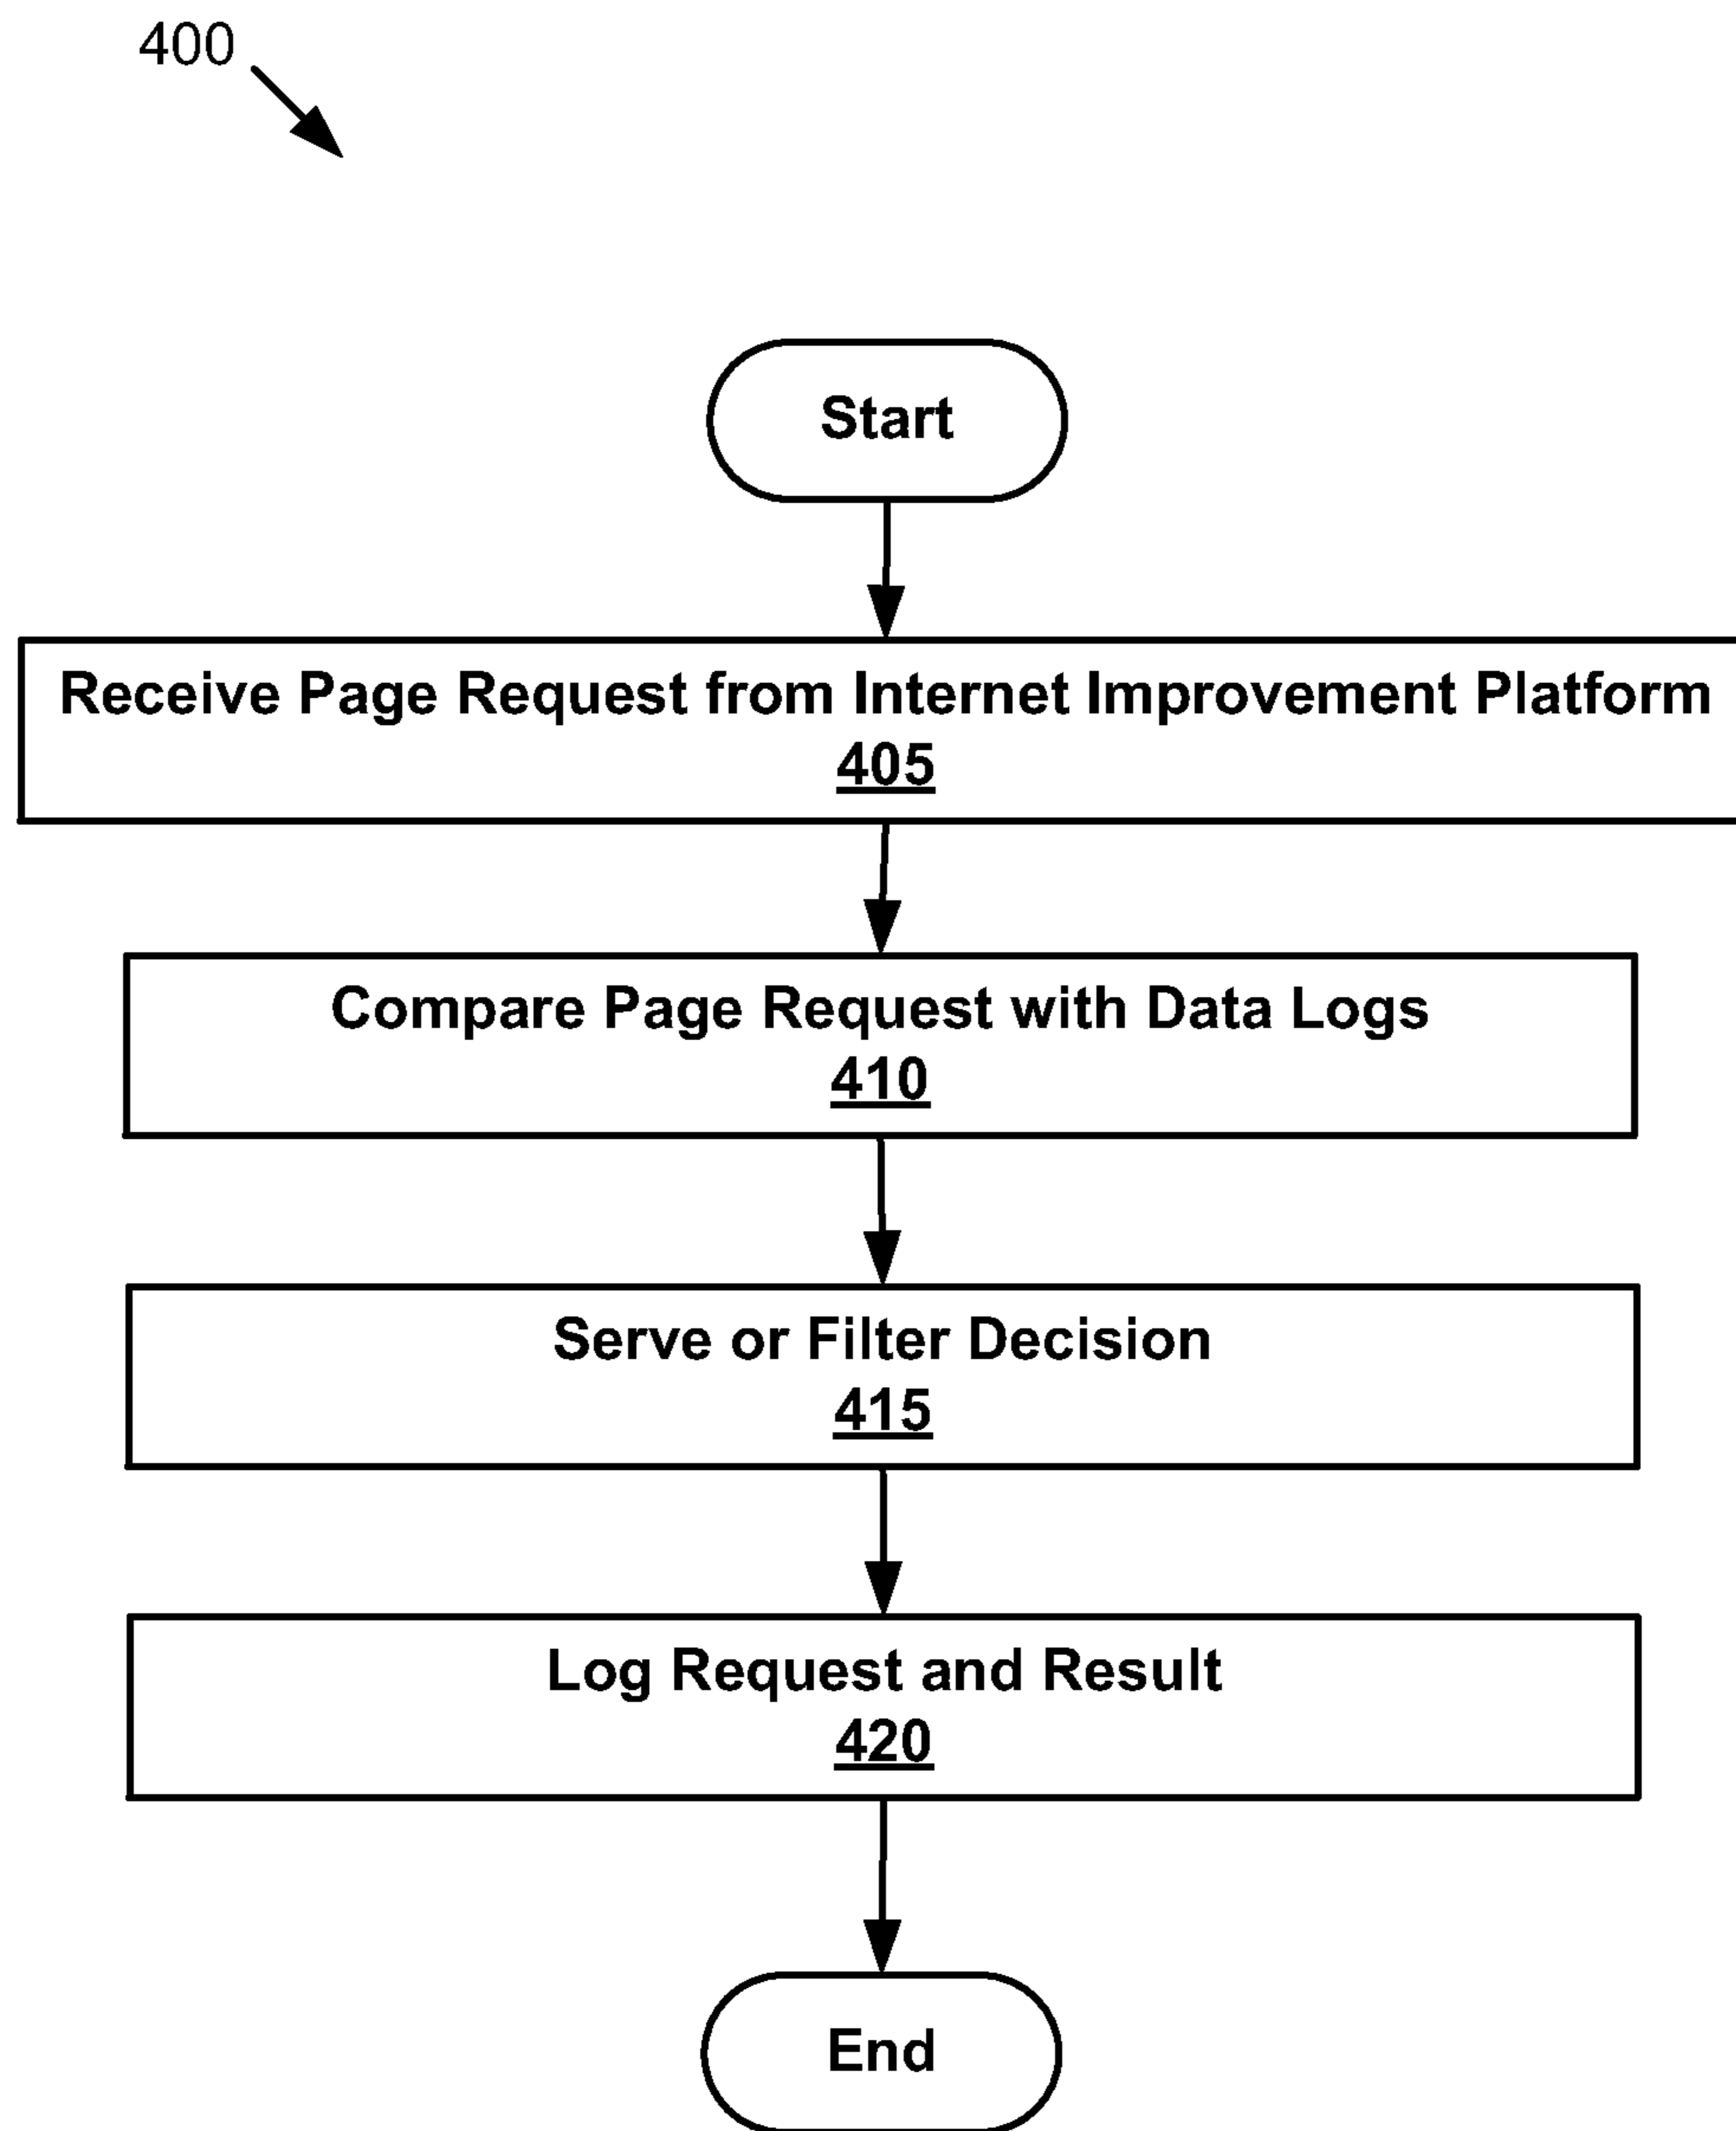 400
Start
Receive Page Request from Internet Improvement Platform
405
Compare Page Request with Data Logs
410
Serve or Filter Decision
415
Log Request and Result
420
End